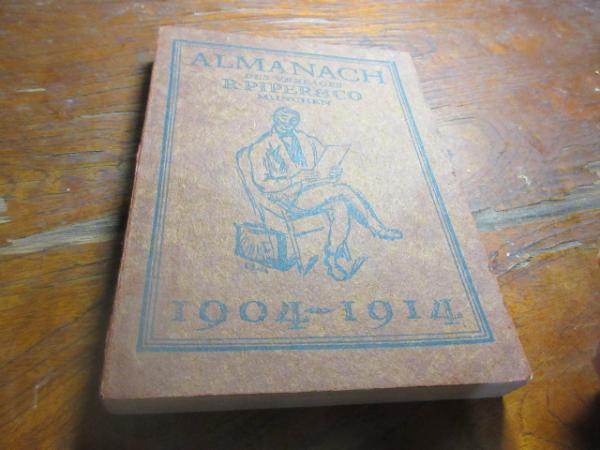 ALMANACH
DES VERLAGES
R. PIPER & CO
MÜNCHEN
1904–1914